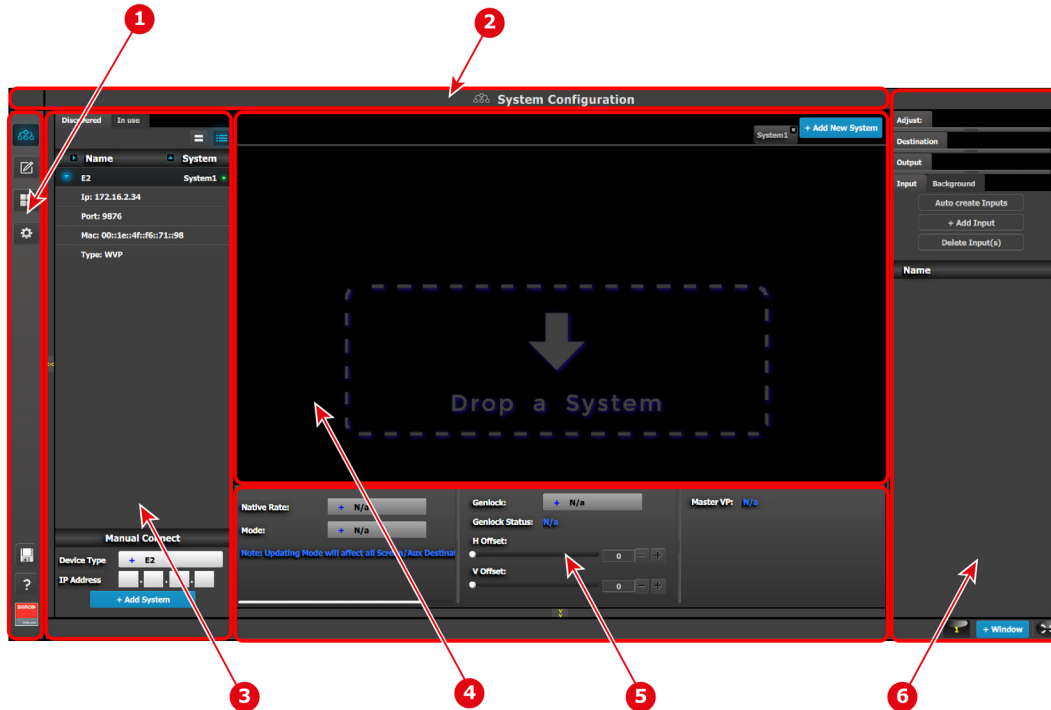 1
2
System Configuration
Discovered In use
Name System
E2 System1
Ip: 172.16.2.34
Port: 9876
Mac: 00::1e::4f::f6::71::98
Type: WVP
Manual Connect
Device Type + E2
IP Address . . .
+ Add System
?
BARCO
System1 x + Add New System
Drop a System
Native Rate: + N/a
Mode: + N/a
Note: Updating Mode will affect all Screen/Aux Destinat
Genlock: + N/a
Genlock Status: N/a
H Offset:
0 - +
V Offset:
0 - +
Master VP: N/a
Adjust:
Destination
Output
Input Background
Auto create Inputs
+ Add Input
Delete Input(s)
Name
1 + Window
3
4
5
6